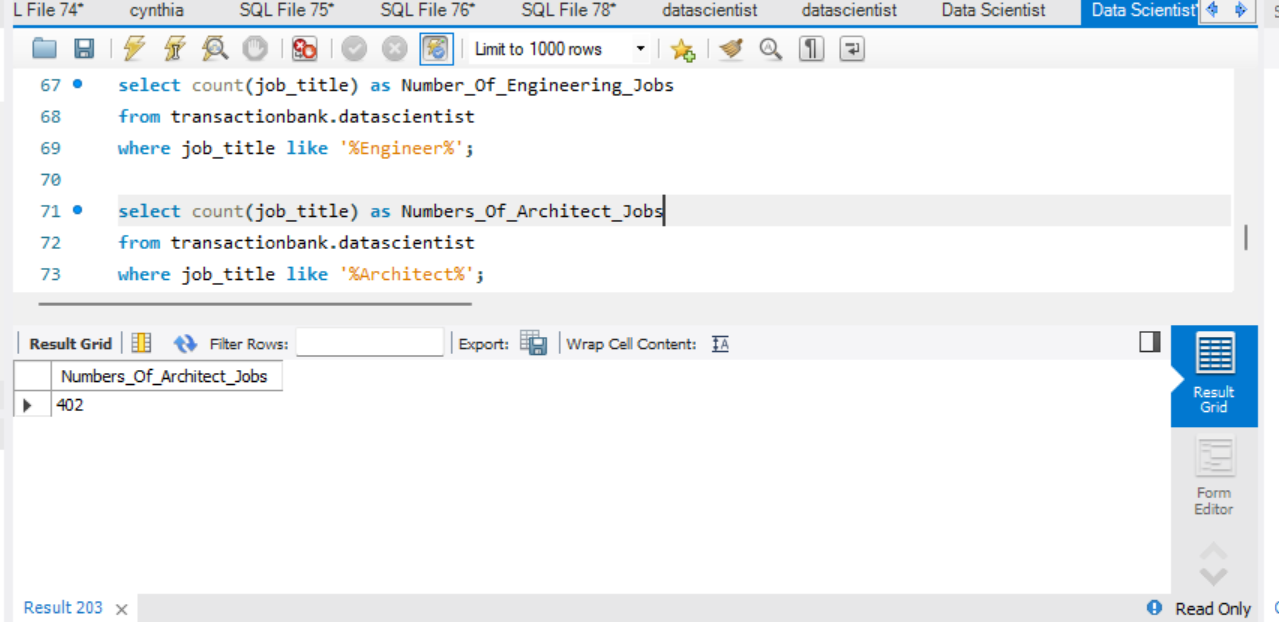 L File 74* cynthia SQL File 75* SQL File 76* SQL File 78* datascientist datascientist Data Scientist Data Scientist*
Limit to 1000 rows
67 select count(job_title) as Number_Of_Engineering_Jobs
68 from transactionbank.datascientist
69 where job_title like '%Engineer%';
70
71 select count(job_title) as Numbers_Of_Architect_Jobs
72 from transactionbank.datascientist
73 where job_title like '%Architect%';
Result Grid Filter Rows: Export: Wrap Cell Content: IA
Numbers_Of_Architect_Jobs
402
Result
Grid
Form
Editor
Result 203
Read Only